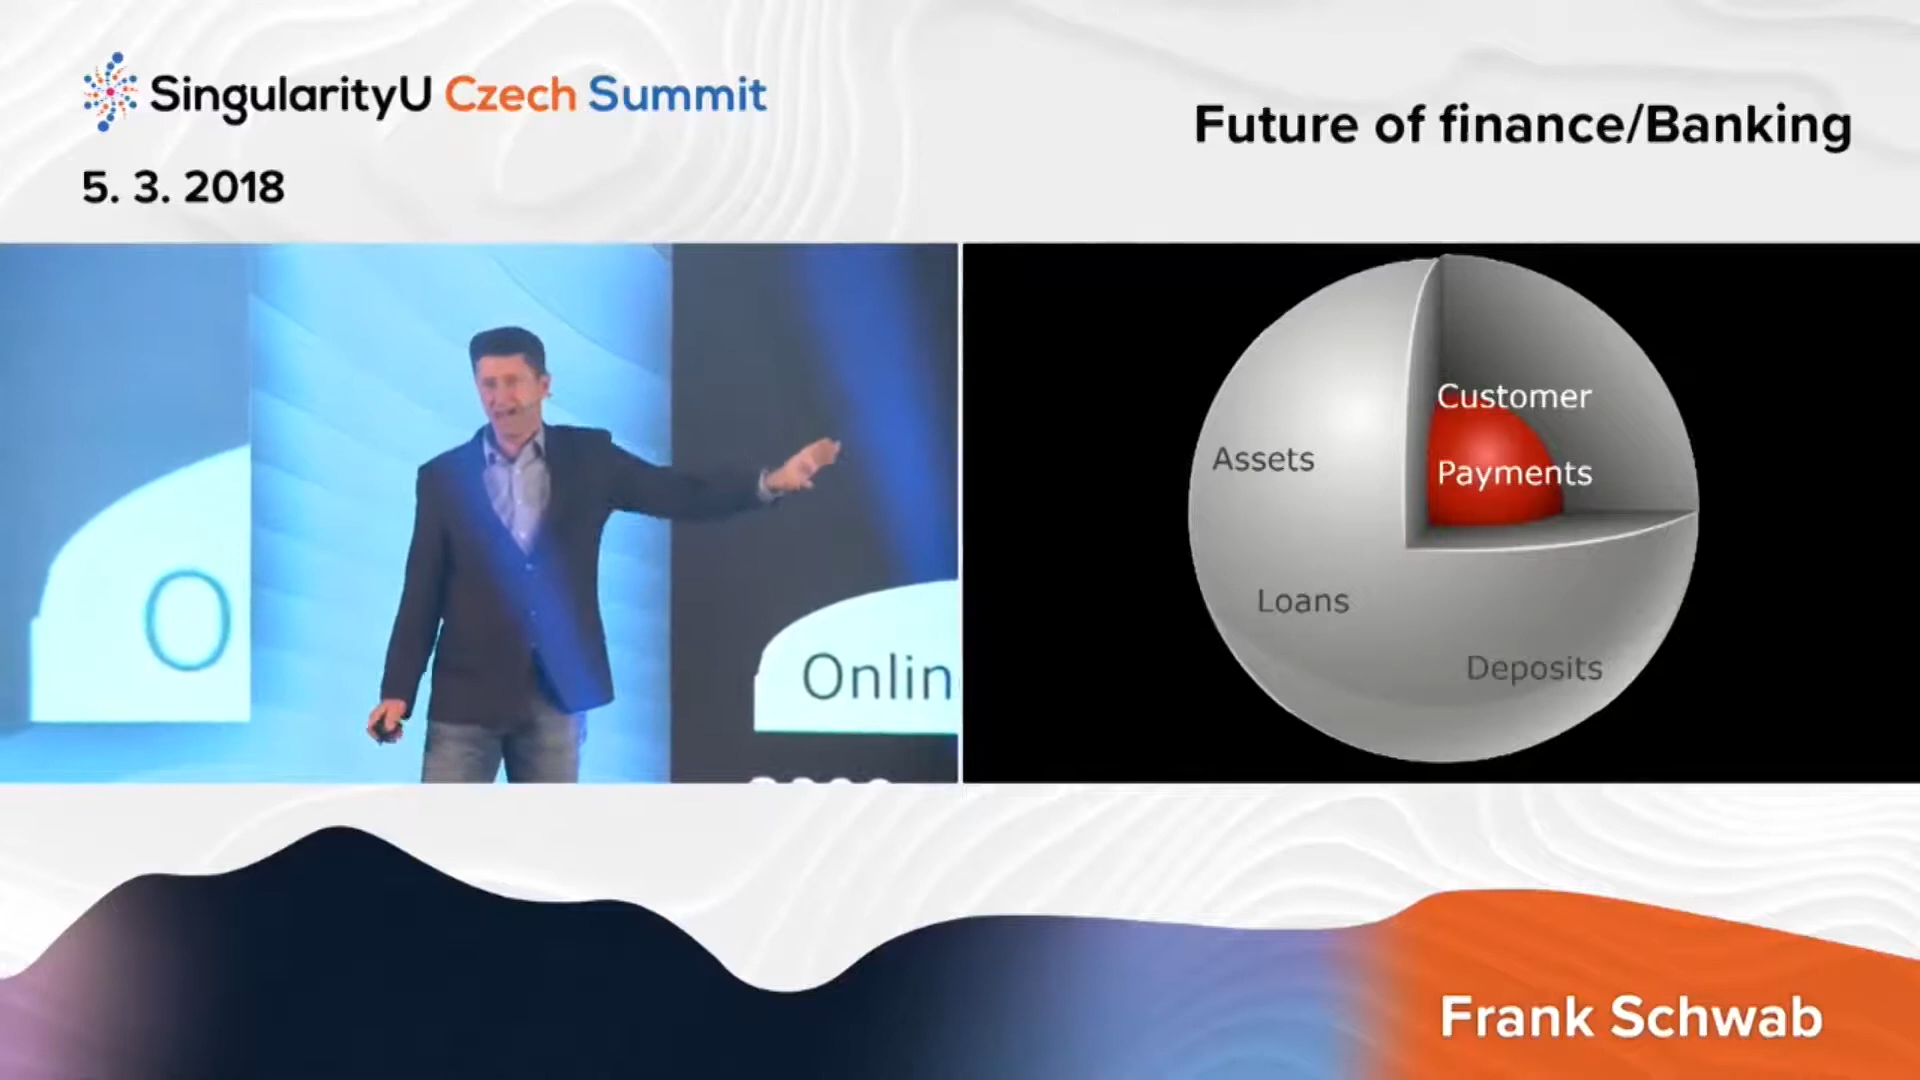 SingularityU Czech Summit
5. 3. 2018
Future of finance/Banking
O
Onlin
Customer
Payments
Assets
Loans
Deposits
Frank Schwab